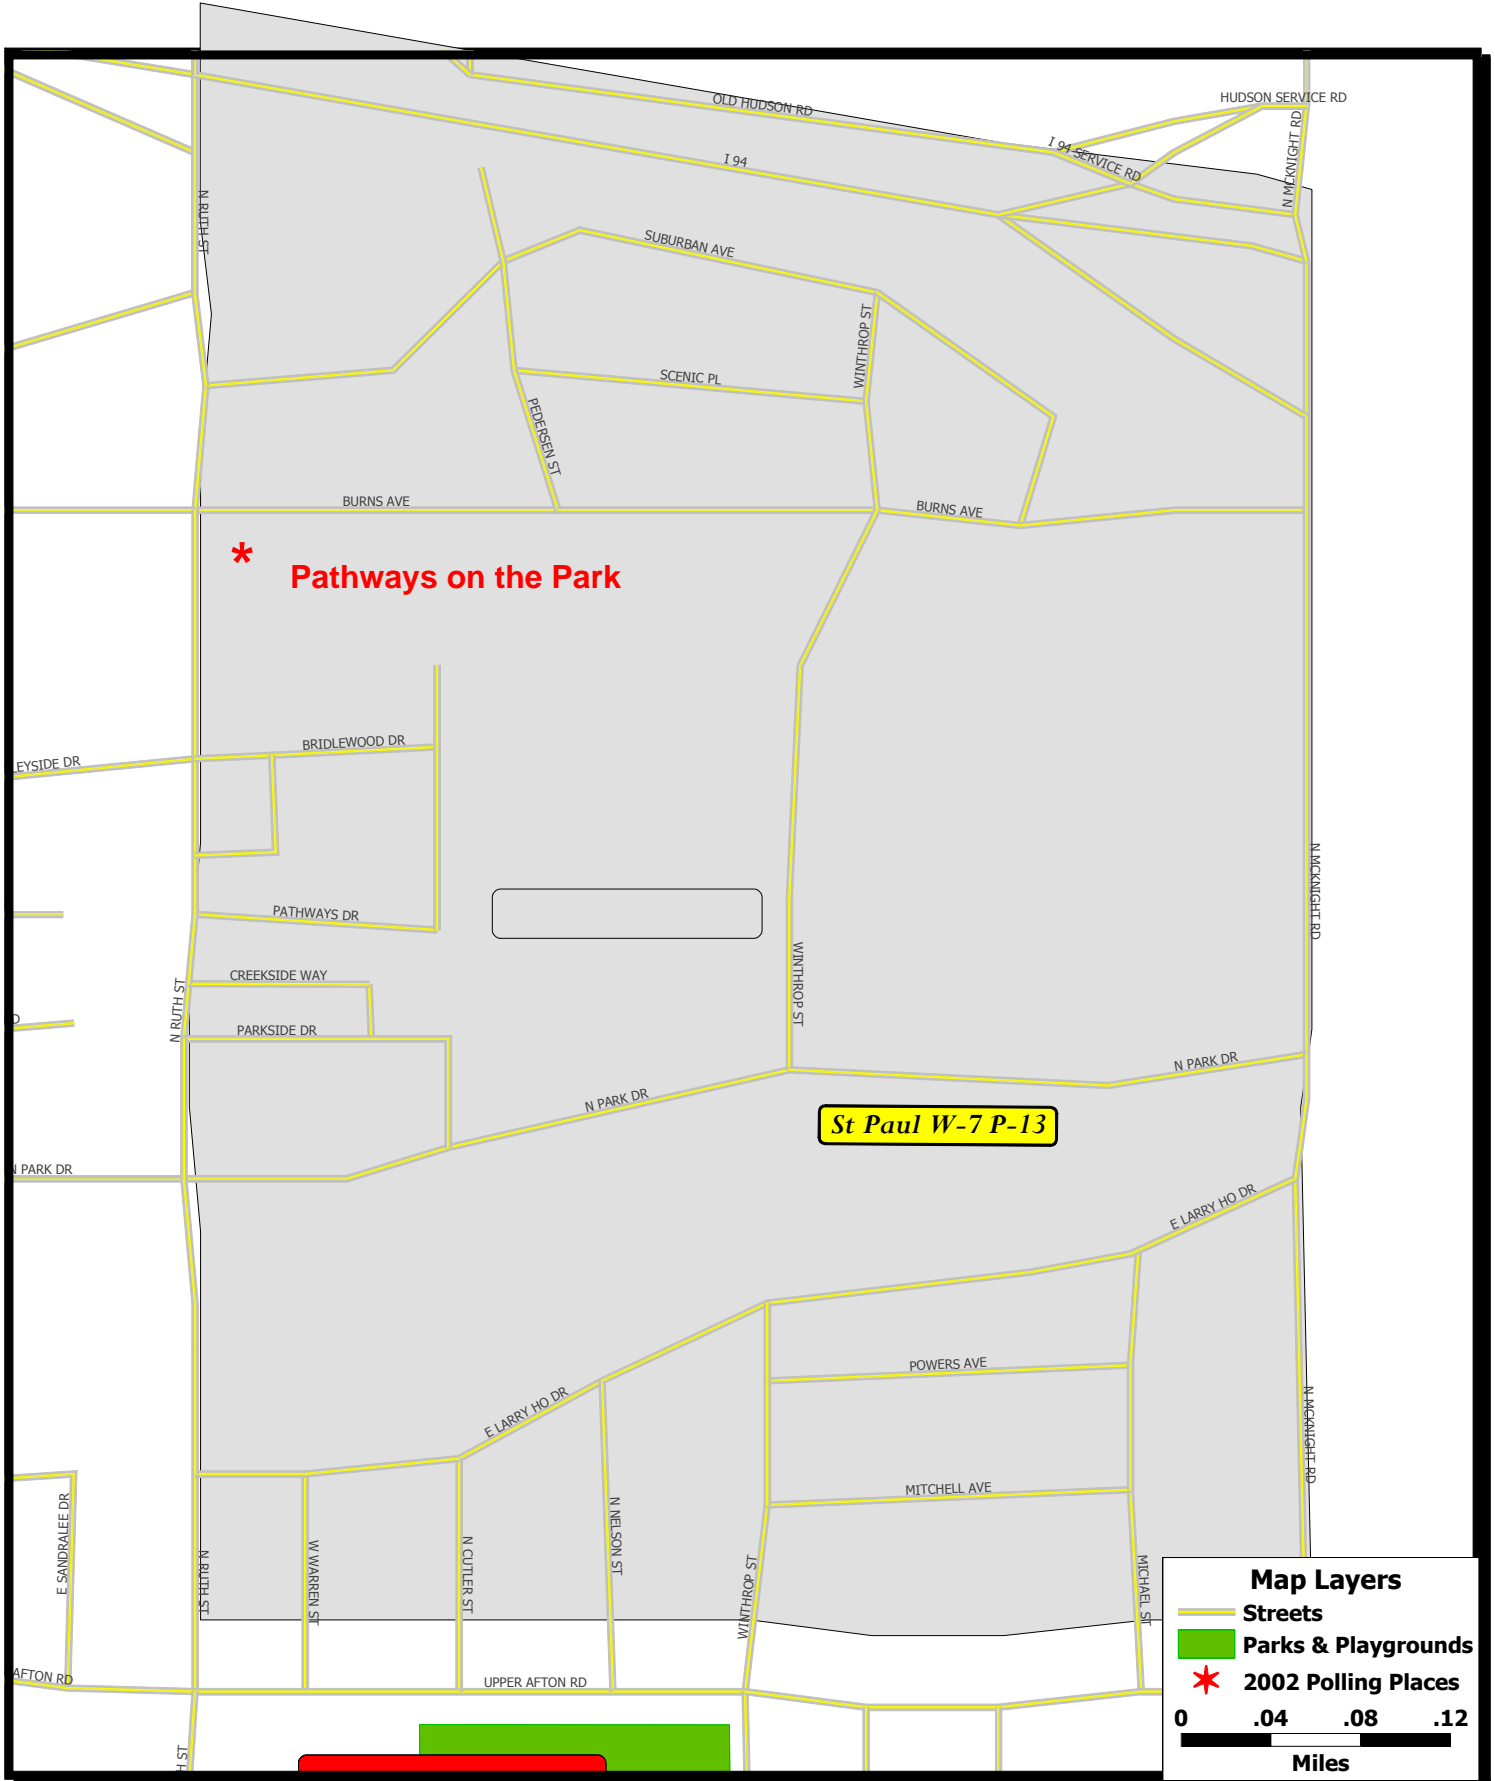 OLD HUDSON RD
HUDSON SERVICE RD
I 94 SERVICE RD
N MCKNIGHT RD
I 94
N RUTH ST
SUBURBAN AVE
WINTHROP ST
SCENIC PL
PEDERSEN ST
BURNS AVE
BURNS AVE
* Pathways on the Park
BRIDLEWOOD DR
EYSIDE DR
N MCKNIGHT RD
PATHWAYS DR
WINTHROP ST
CREEKSIDE WAY
N RUTH ST
D
PARKSIDE DR
N PARK DR
N PARK DR
St Paul W-7 P-13
N PARK DR
E LARRY HO DR
POWERS AVE
E LARRY HO DR
N MCKNIGHT RD
MITCHELL AVE
E SANDRALEE DR
N RUTH ST
W WARREN ST
N CUTLER ST
N NELSON ST
WINTHROP ST
MICHAEL ST
AFTON RD
UPPER AFTON RD
H ST
Map Layers
Streets
Parks & Playgrounds
2002 Polling Places
0 .04 .08 .12
Miles